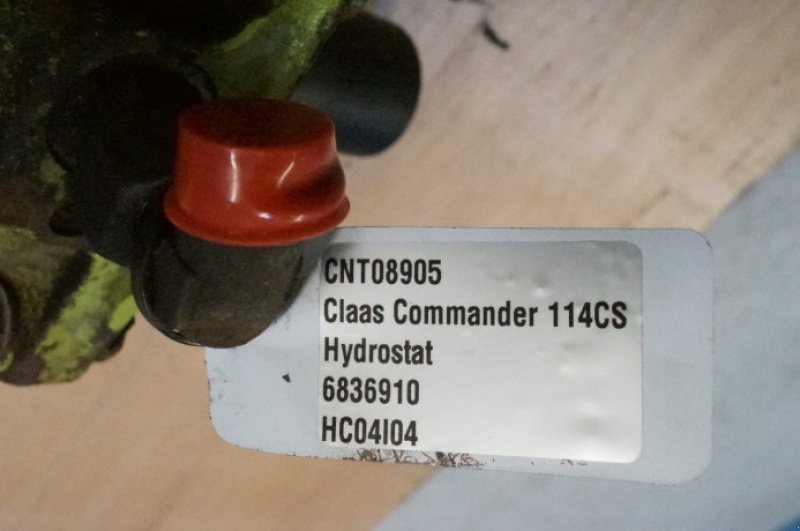 CNT08905
Claas Commander 114CS
Hydrostat
6836910
HC04I04